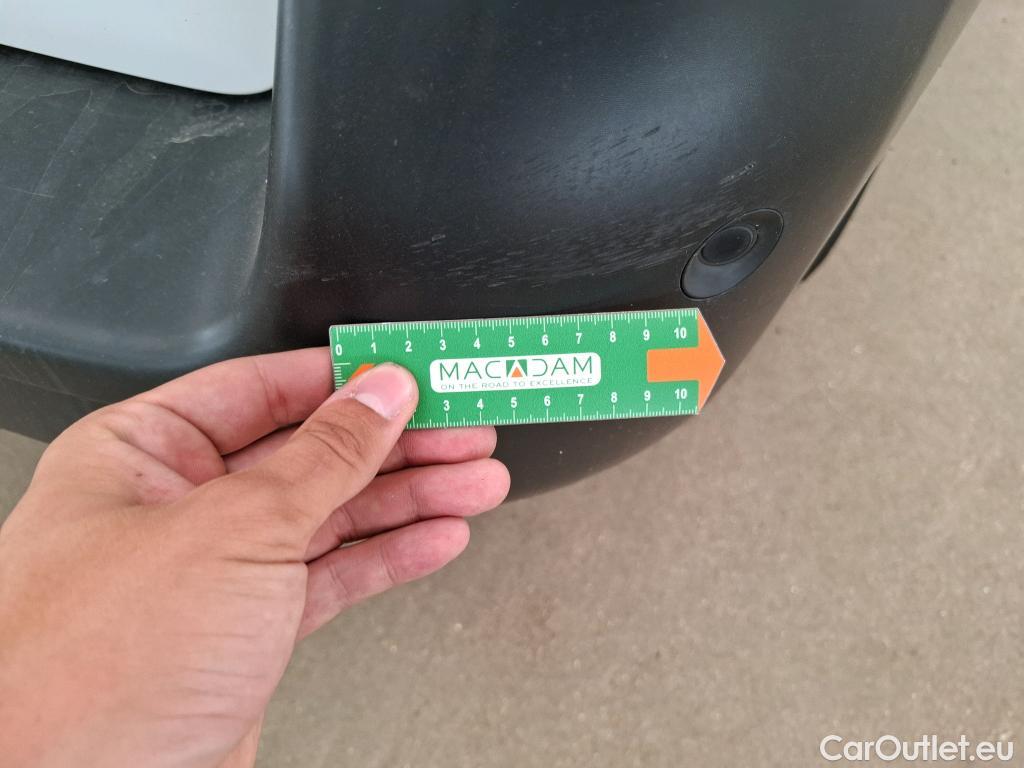 0 1 2 3 4 5 6 7 8 9 10
MACADAM
ON THE ROAD TO EXCELLENCE
3 4 5 6 7 8 9 10
CarOutlet.eu